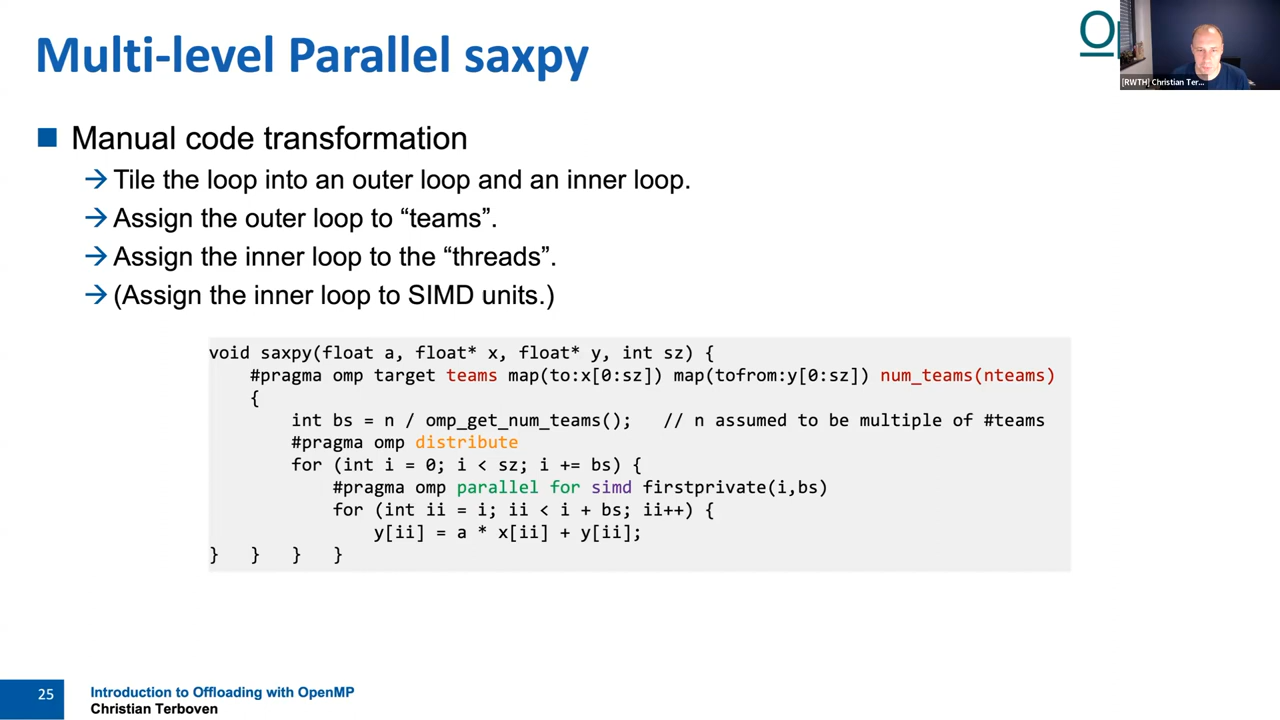 Multi-level Parallel saxpy
[RWTH] Christian Ter...
Manual code transformation
→ Tile the loop into an outer loop and an inner loop.
→ Assign the outer loop to “teams”.
→ Assign the inner loop to the “threads”.
→ (Assign the inner loop to SIMD units.)
void saxpy(float a, float* x, float* y, int sz) {
#pragma omp target teams map(to:x[0:sz]) map(tofrom:y[0:sz]) num_teams(nteams)
{
int bs = n / omp_get_num_teams(); // n assumed to be multiple of #teams
#pragma omp distribute
for (int i = 0; i < sz; i += bs) {
#pragma omp parallel for simd firstprivate(i,bs)
for (int ii = i; ii < i + bs; ii++) {
y[ii] = a * x[ii] + y[ii];
} } } }
25
Introduction to Offloading with OpenMP
Christian Terboven